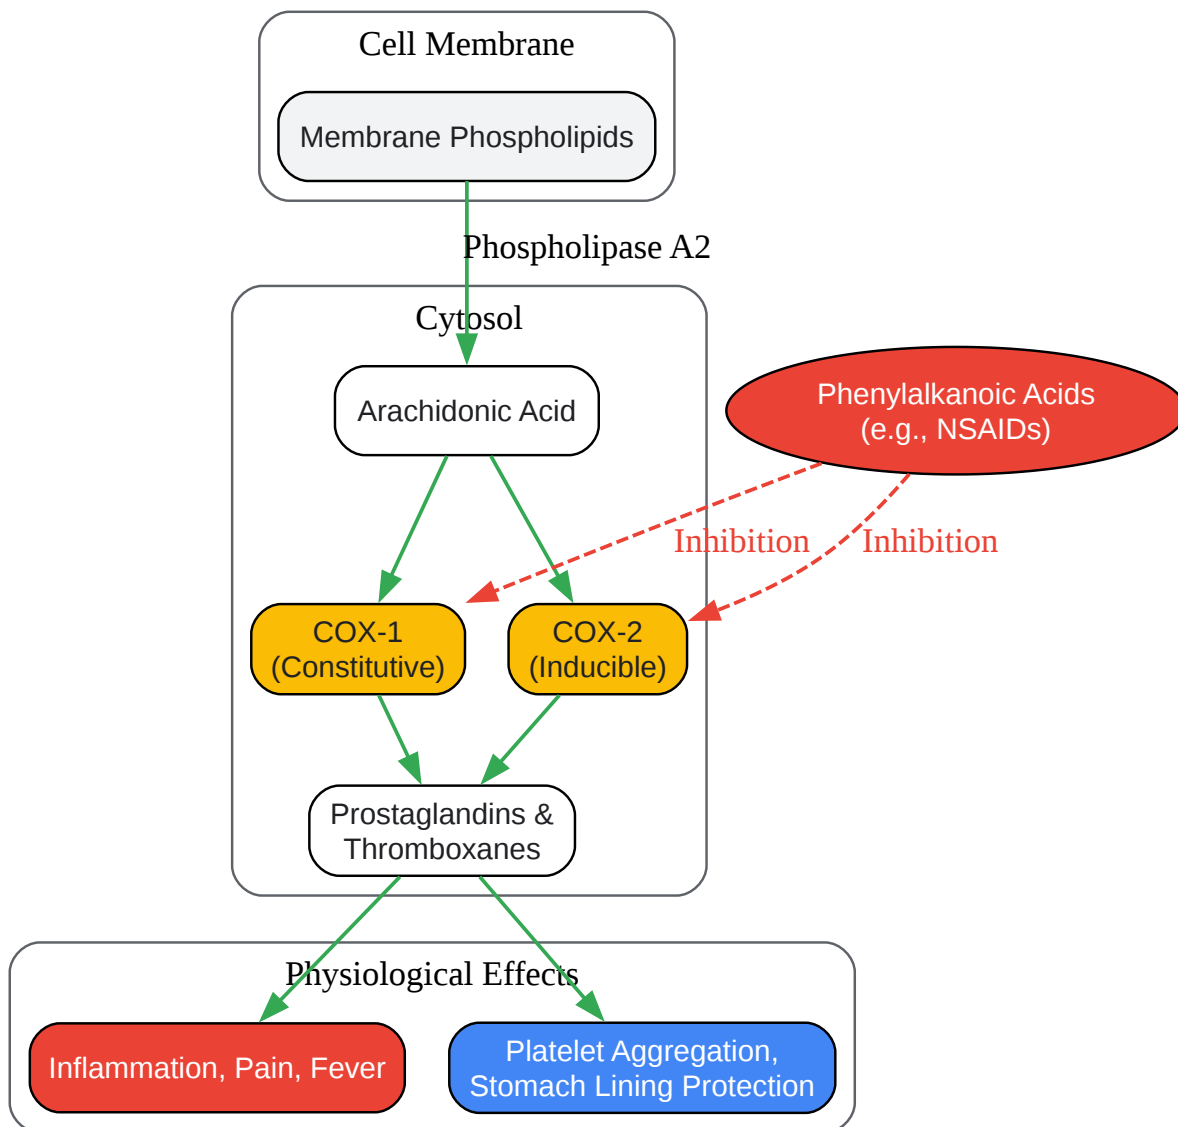 Cell Membrane
Membrane Phospholipids
Phospholipase A2
Cytosol
Arachidonic Acid
Phenylalkanoic Acids
(e.g., NSAIDs)
Inhibition
Inhibition
COX-1
(Constitutive)
COX-2
(Inducible)
Prostaglandins &
Thromboxanes
Physiological Effects
Inflammation, Pain, Fever
Platelet Aggregation,
Stomach Lining Protection